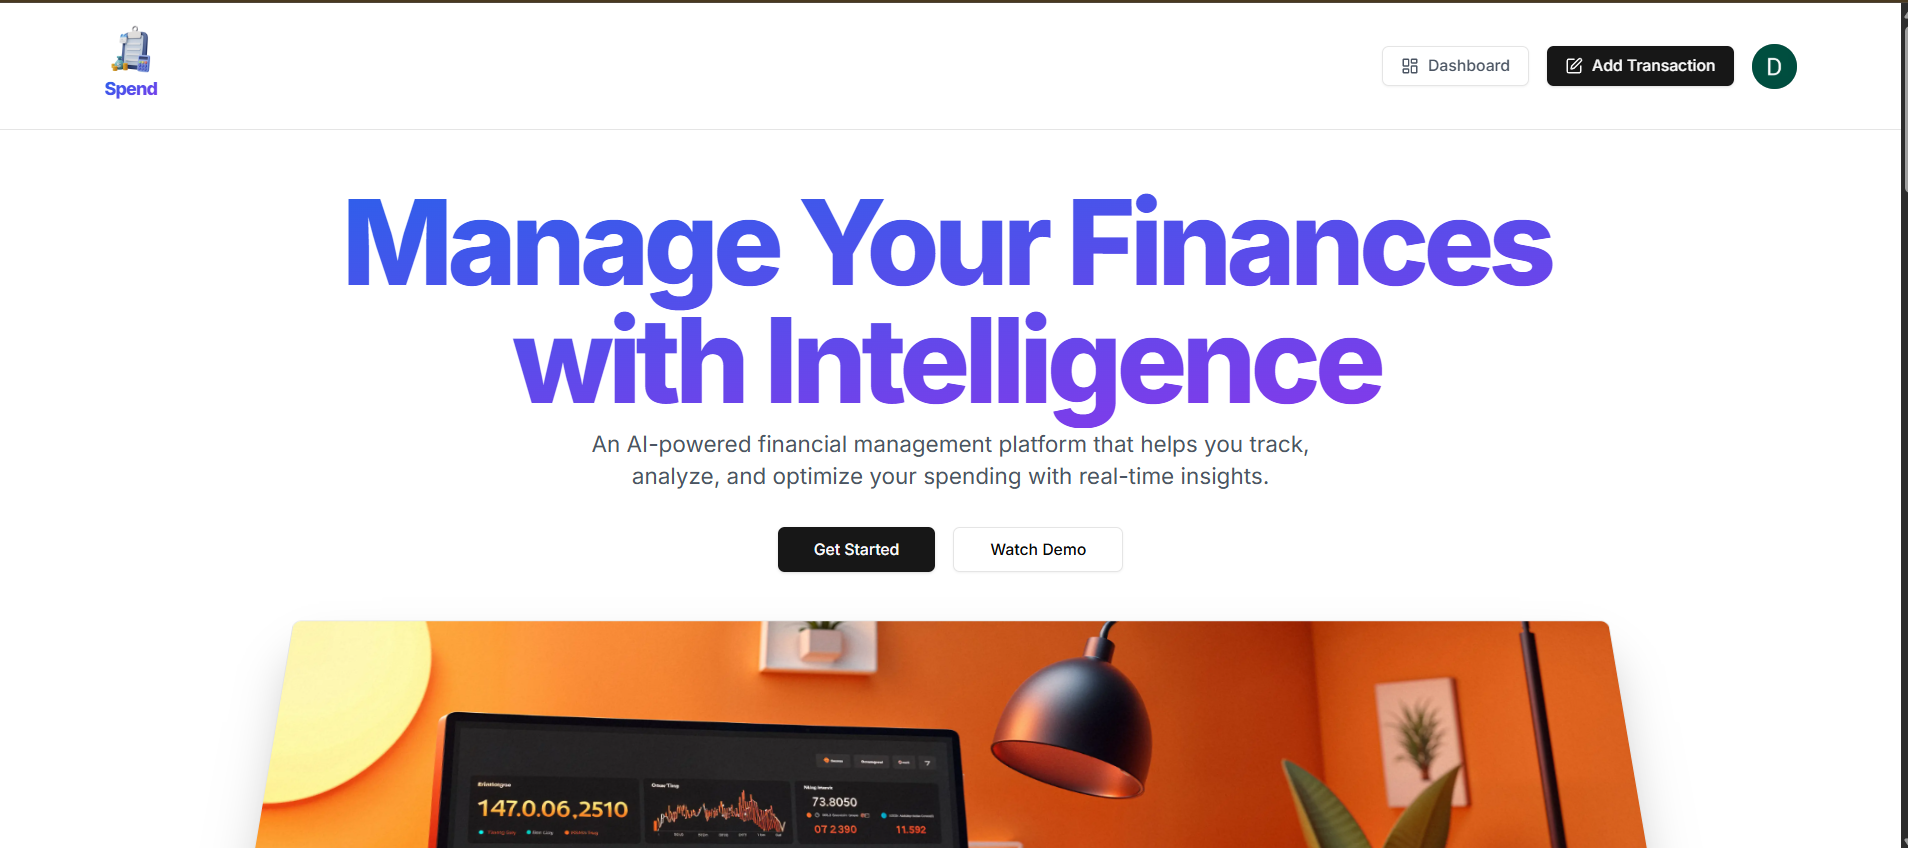 Spend
Dashboard
Add Transaction
D
Manage Your Finances
with Intelligence
An AI-powered financial management platform that helps you track,
analyze, and optimize your spending with real-time insights.
Get Started
Watch Demo
147.0.06,2510
73.8050
07 2 390
11.592